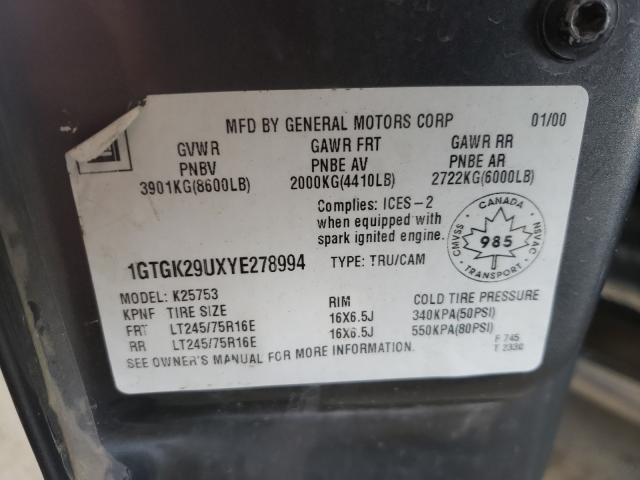 MFD BY GENERAL MOTORS CORP 01/00
GVWR GAWR FRT GAWR RR
PNBV PNBE AV PNBE AR
3901KG(8600LB) 2000KG(4410LB) 2722KG(6000LB)
Complies: ICES-2
when equipped with
spark ignited engine.
CANADA
CMVSS 985 NSVAC
TRANSPORT
1GTGK29UXYE278994 TYPE: TRU/CAM
MODEL: K25753
KPNF TIRE SIZE RIM COLD TIRE PRESSURE
FRT LT245/75R16E 16X6.5J 340KPA(50PSI)
RR LT245/75R16E 16X6.5J 550KPA(80PSI)
SEE OWNER'S MANUAL FOR MORE INFORMATION.
F 745
T 2330